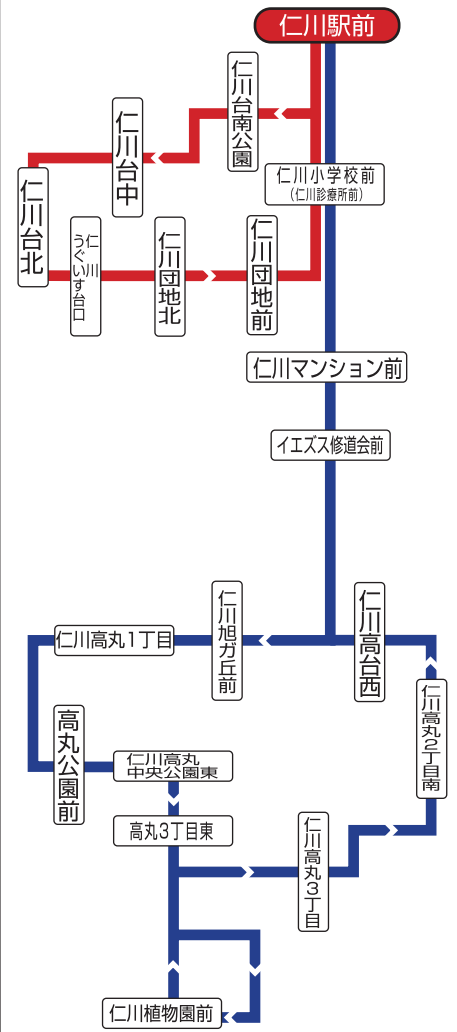 仁川駅前
仁川台南公園
仁川台中
仁川小学校前
(仁川診療所前)
仁川台北
仁川
うぐいす台口
仁川団地北
仁川団地前
仁川マンション前
イエズス修道会前
仁川高台西
仁川旭ガ丘前
仁川高丸1丁目
仁川高丸2丁目南
高丸公園前
仁川高丸
中央公園東
高丸3丁目東
仁川高丸3丁目
仁川植物園前